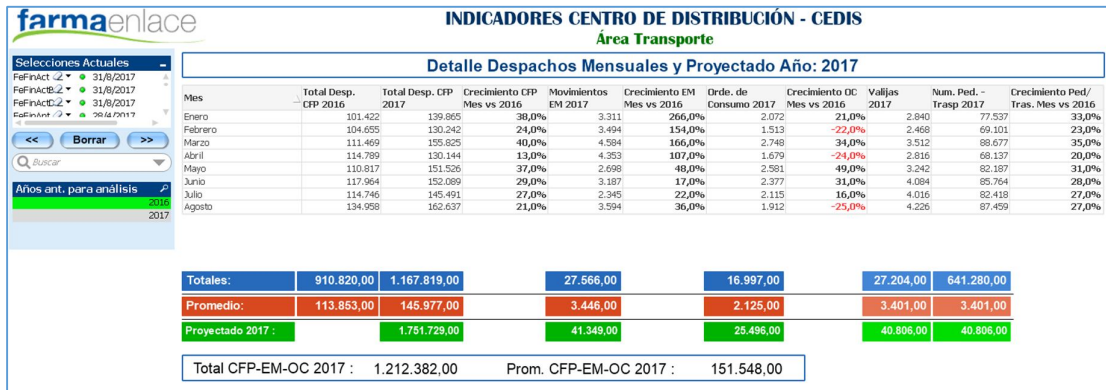 farmaenlace
INDICADORES CENTRO DE DISTRIBUCIÓN - CEDIS
Área Transporte
Selecciones Actuales
FeFinAct 31/8/2017
FeFinActB 31/8/2017
FeFinActD 31/8/2017
FeFinAnt 28/4/2017
<< Borrar >>
Buscar
Años ant. para análisis
2016
2017
Detalle Despachos Mensuales y Proyectado Año: 2017
Mes Total Desp. CFP 2016 Total Desp. CFP 2017 Crecimiento CFP Mes vs 2016 Movimientos EM 2017 Crecimiento EM Mes vs 2016 Orde. de Consumo 2017 Crecimiento OC Mes vs 2016 Valijas 2017 Num. Ped. - Trasp 2017 Crecimiento Ped/ Tras. Mes vs 2016
Enero 101.422 139.865 38,0% 3.311 266,0% 2.072 21,0% 2.840 77.537 33,0%
Febrero 104.655 130.242 24,0% 3.494 154,0% 1.513 -22,0% 2.468 69.101 23,0%
Marzo 111.469 155.825 40,0% 4.584 166,0% 2.748 34,0% 3.512 88.677 35,0%
Abril 114.789 130.144 13,0% 4.353 107,0% 1.679 -24,0% 2.816 68.137 20,0%
Mayo 110.817 151.526 37,0% 2.698 48,0% 2.581 49,0% 3.242 82.187 31,0%
Junio 117.964 152.089 29,0% 3.187 17,0% 2.377 31,0% 4.084 85.764 28,0%
Julio 114.746 145.491 27,0% 2.345 22,0% 2.115 16,0% 4.016 82.418 27,0%
Agosto 134.958 162.637 21,0% 3.594 36,0% 1.912 -25,0% 4.226 87.459 27,0%
Totales: 910.820,00 1.167.819,00 27.566,00 16.997,00 27.204,00 641.280,00
Promedio: 113.853,00 145.977,00 3.446,00 2.125,00 3.401,00 3.401,00
Proyectado 2017 : 1.751.729,00 41.349,00 25.496,00 40.806,00 40.806,00
Total CFP-EM-OC 2017 : 1.212.382,00 Prom. CFP-EM-OC 2017 : 151.548,00